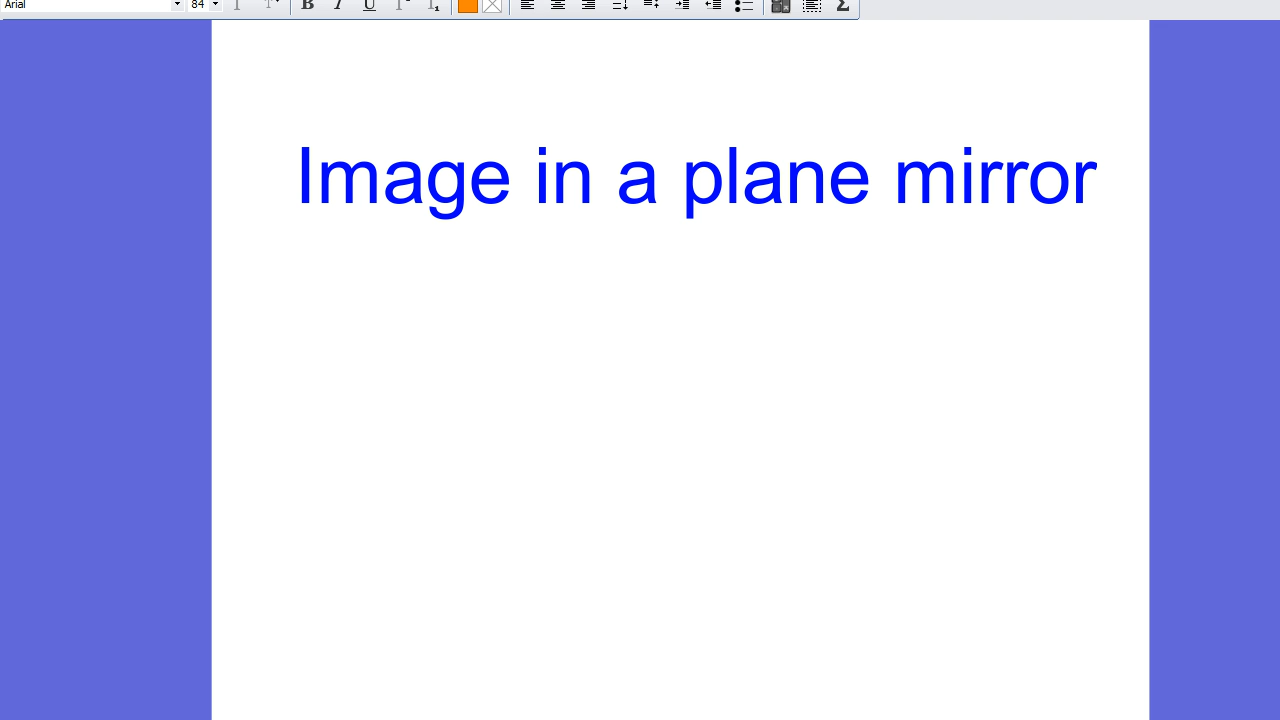 Arial 84
B I U Σ
Image in a plane mirror